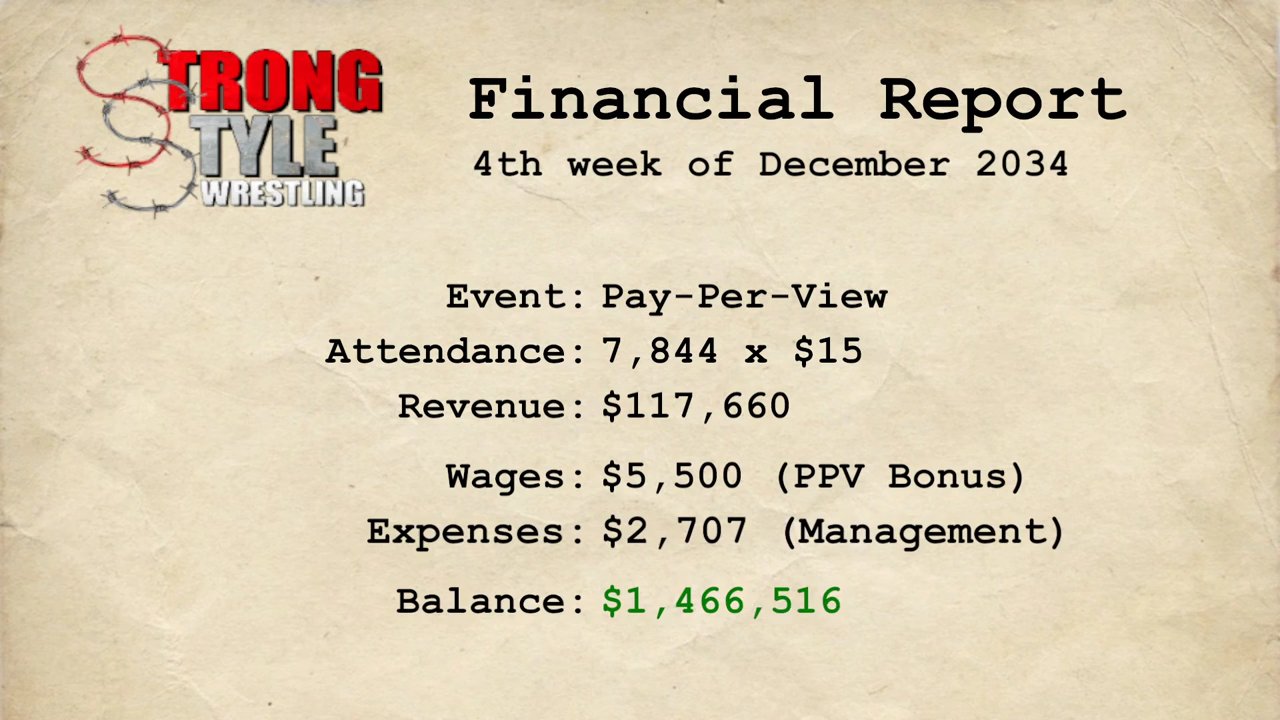 STRONG
STYLE
WRESTLING
Financial Report
4th week of December 2034
Event: Pay-Per-View
Attendance: 7,844 x $15
Revenue: $117,660
Wages: $5,500 (PPV Bonus)
Expenses: $2,707 (Management)
Balance: $1,466,516